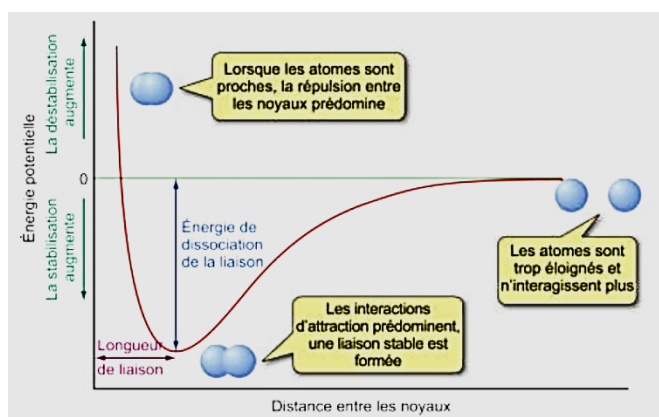 La déstabilisation
augmente
Lorsque les atomes sont
proches, la répulsion entre
les noyaux prédomine
Énergie potentielle
0
La stabilisation
augmente
Énergie de
dissociation
de la liaison
Les atomes sont
trop éloignés et
n'interagissent plus
Les interactions
d'attraction prédominent,
une liaison stable est
formée
Longueur
de liaison
Distance entre les noyaux